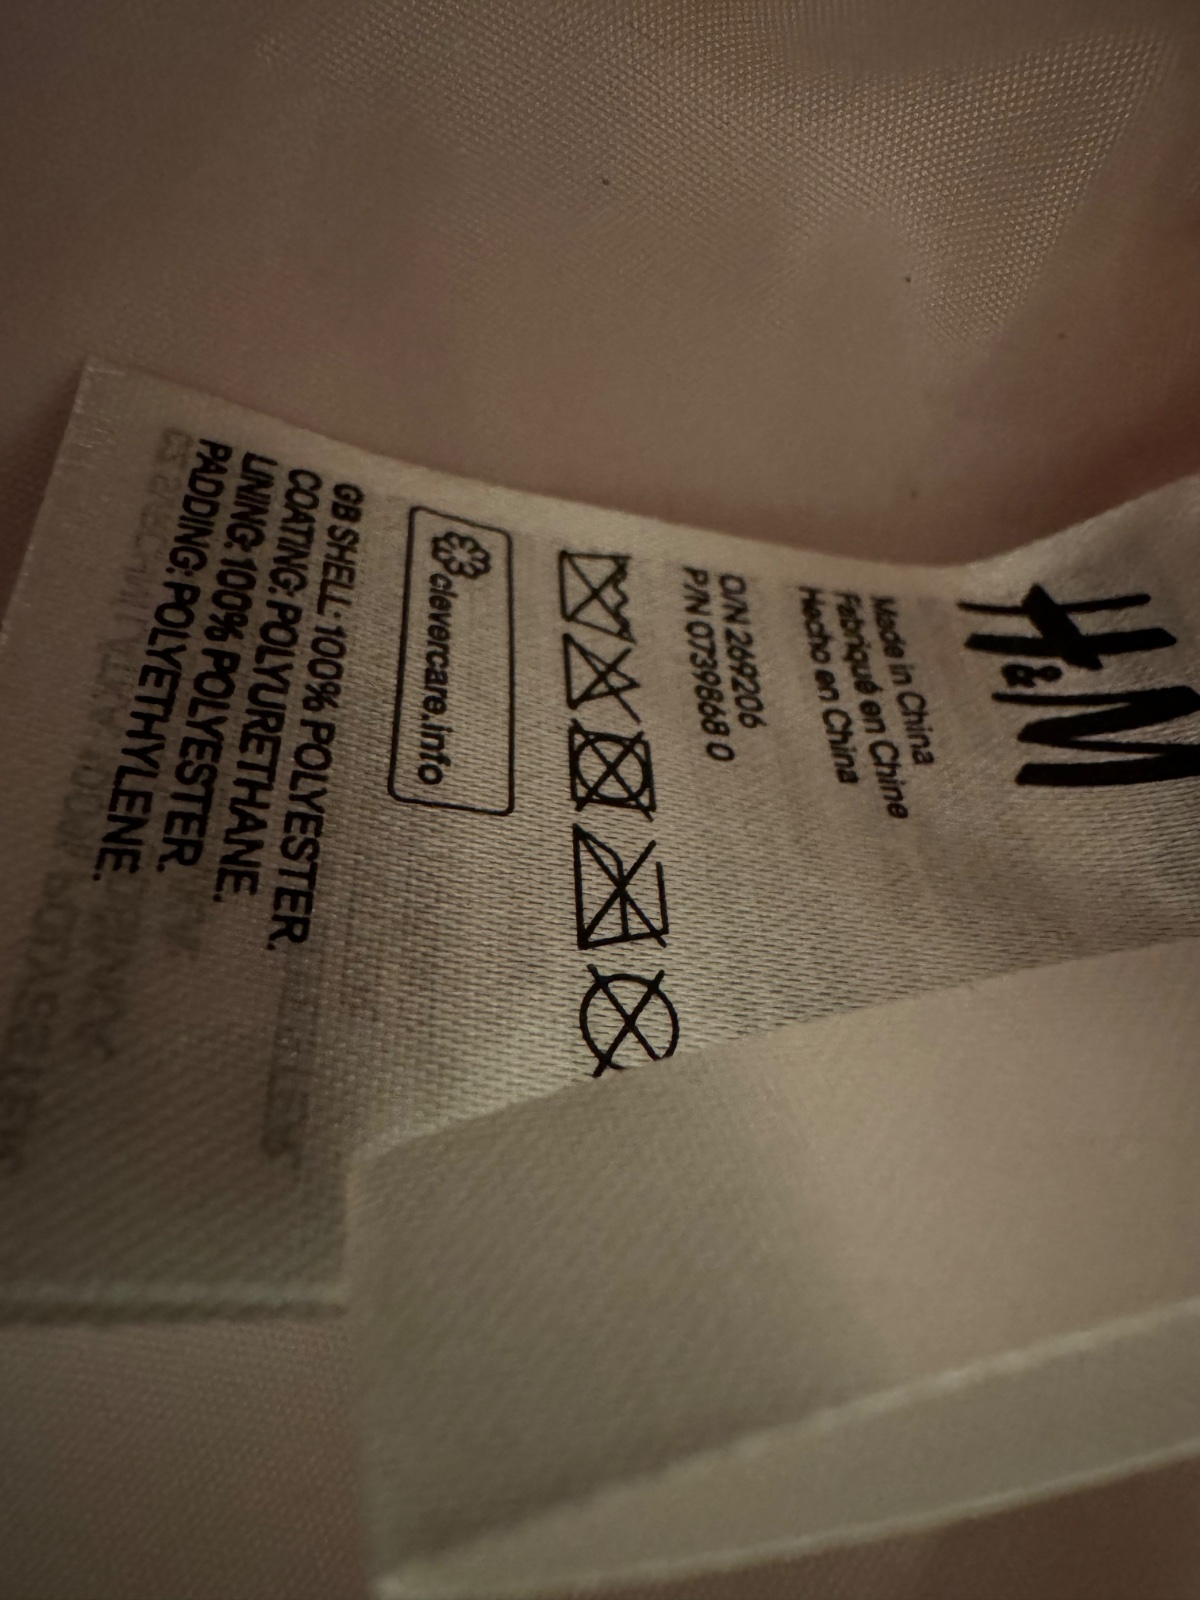 H&M
Made in China
Fabriqué en Chine
Hecho en China
O/N 269206
P/N 0739868 0
clevercare.info
GB SHELL: 100% POLYESTER.
COATING: POLYURETHANE.
LINING: 100% POLYESTER.
PADDING: POLYETHYLENE.